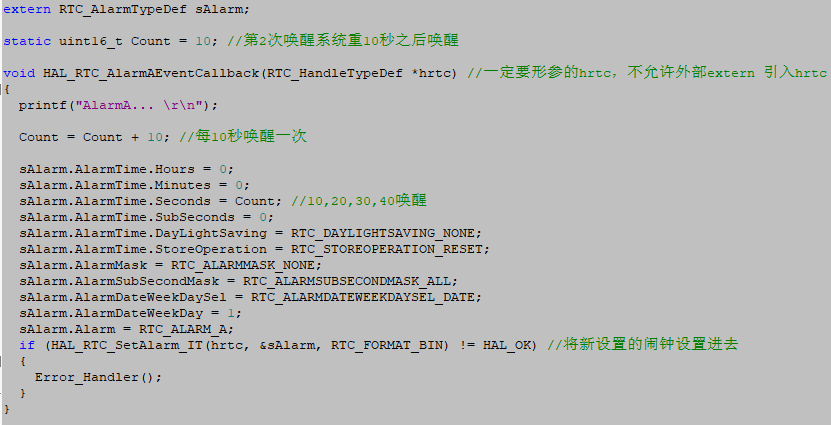 extern RTC_AlarmTypeDef sAlarm;
static uint16_t Count = 10; //第2次唤醒系统重10秒之后唤醒
void HAL_RTC_AlarmAEventCallback(RTC_HandleTypeDef *hrtc) //一定要形参的hrtc，不允许外部extern 引入hrtc
{
printf("AlarmA... \r\n");
Count = Count + 10; //每10秒唤醒一次
sAlarm.AlarmTime.Hours = 0;
sAlarm.AlarmTime.Minutes = 0;
sAlarm.AlarmTime.Seconds = Count; //10,20,30,40唤醒
sAlarm.AlarmTime.SubSeconds = 0;
sAlarm.AlarmTime.DayLightSaving = RTC_DAYLIGHTSAVING_NONE;
sAlarm.AlarmTime.StoreOperation = RTC_STOREOPERATION_RESET;
sAlarm.AlarmMask = RTC_ALARMMASK_NONE;
sAlarm.AlarmSubSecondMask = RTC_ALARMSUBSECONDMASK_ALL;
sAlarm.AlarmDateWeekDaySel = RTC_ALARMDATEWEEKDAYSEL_DATE;
sAlarm.AlarmDateWeekDay = 1;
sAlarm.Alarm = RTC_ALARM_A;
if (HAL_RTC_SetAlarm_IT(hrtc, &sAlarm, RTC_FORMAT_BIN) != HAL_OK) //将新设置的闹钟设置进去
{
Error_Handler();
}
}